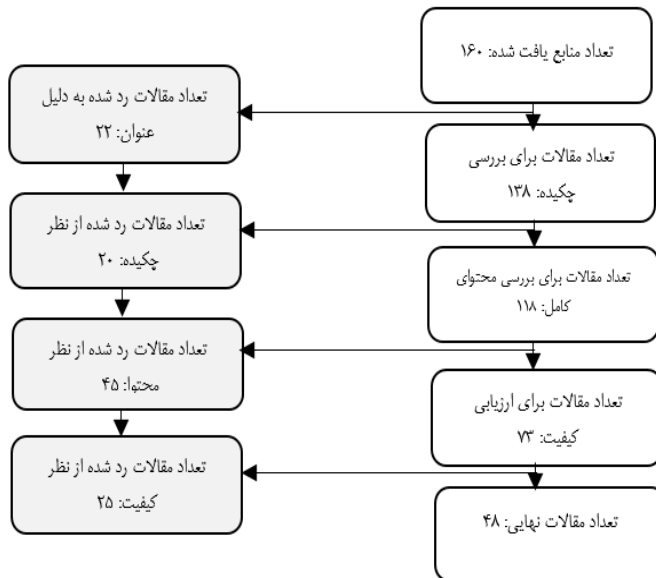 تعداد منابع یافت شده: ۱۶۰
تعداد مقالات رد شده به دلیل
عنوان: ۲۲
تعداد مقالات برای بررسی
چکیده: ۱۳۸
تعداد مقالات رد شده از نظر
چکیده: ۲۰
تعداد مقالات برای بررسی محتوای
کامل: ۱۱۸
تعداد مقالات رد شده از نظر
محتوا: ۴۵
تعداد مقالات برای ارزیابی
کیفیت: ۷۳
تعداد مقالات رد شده از نظر
کیفیت: ۲۵
تعداد مقالات نهایی: ۴۸